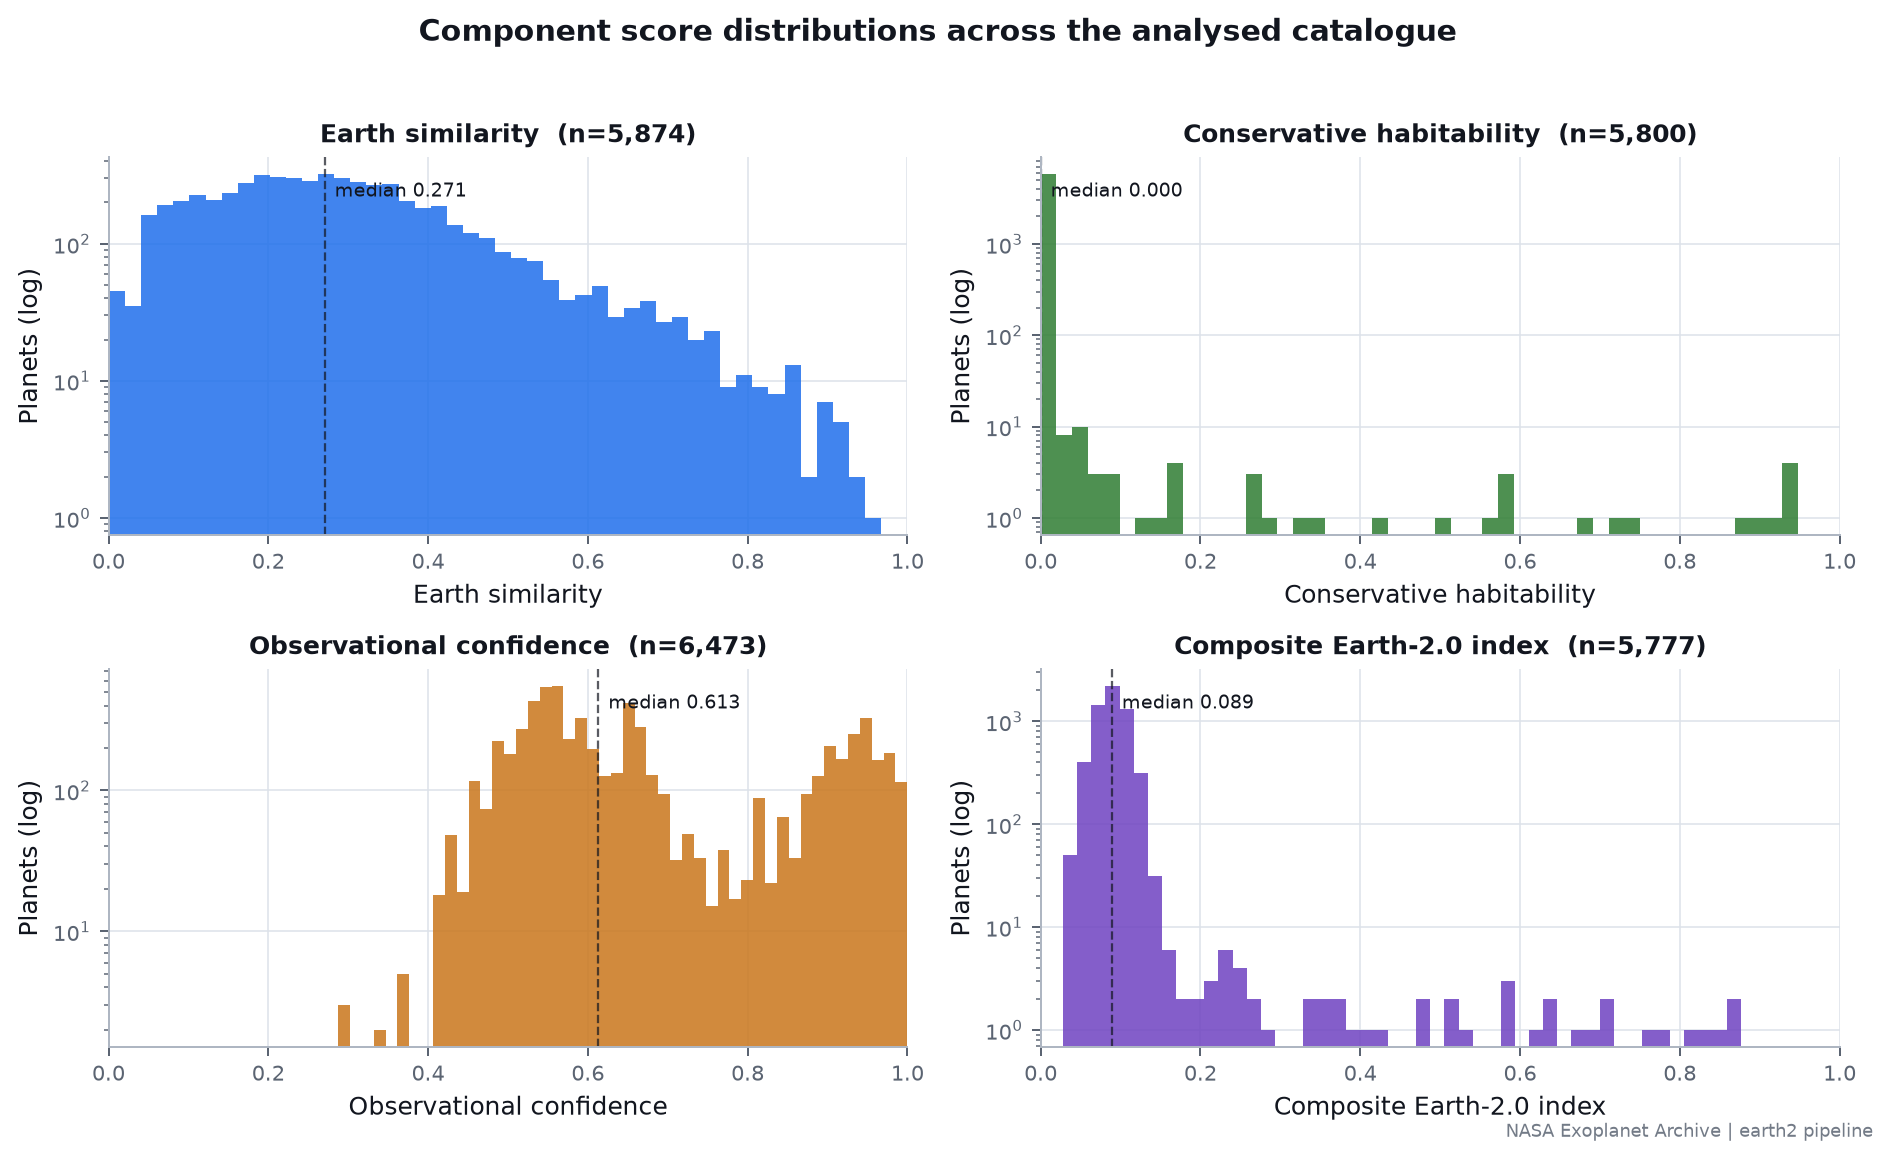 Component score distributions across the analysed catalogue
Earth similarity (n=5,874)
median 0.271
Planets (log)
10²
10¹
10⁰
0.0 0.2 0.4 0.6 0.8 1.0
Earth similarity
Conservative habitability (n=5,800)
median 0.000
Planets (log)
10³
10²
10¹
10⁰
0.0 0.2 0.4 0.6 0.8 1.0
Conservative habitability
Observational confidence (n=6,473)
median 0.613
Planets (log)
10²
10¹
0.0 0.2 0.4 0.6 0.8 1.0
Observational confidence
Composite Earth-2.0 index (n=5,777)
median 0.089
Planets (log)
10³
10²
10¹
10⁰
0.0 0.2 0.4 0.6 0.8 1.0
Composite Earth-2.0 index
NASA Exoplanet Archive | earth2 pipeline